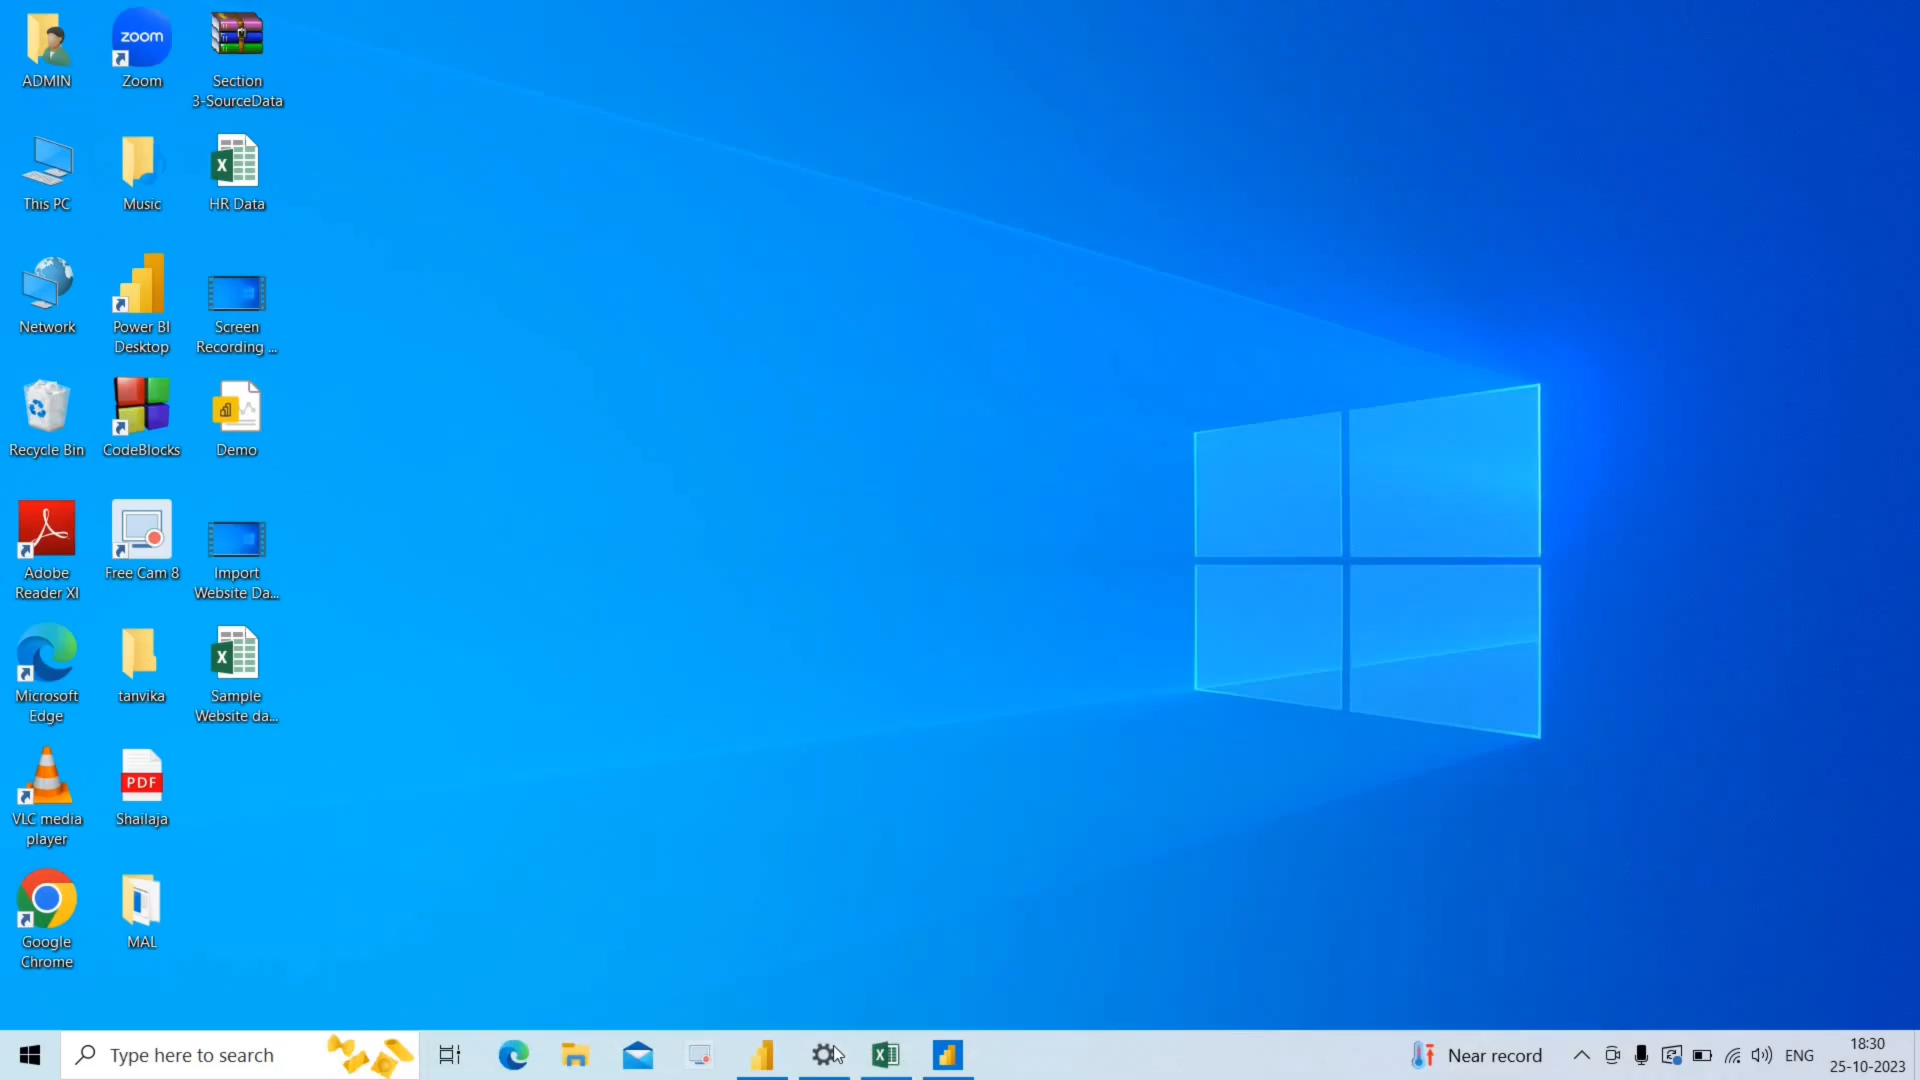 ADMIN
zoom
Zoom
Section
3-SourceData
This PC
Music
HR Data
Network
Power BI
Desktop
Screen
Recording ...
Recycle Bin
CodeBlocks
Demo
Adobe
Reader XI
Free Cam 8
Import
Website Da...
Microsoft
Edge
tanvika
Sample
Website da...
VLC media
player
PDF
Shailaja
Google
Chrome
MAL
Type here to search
Near record
ENG
18:30
25-10-2023